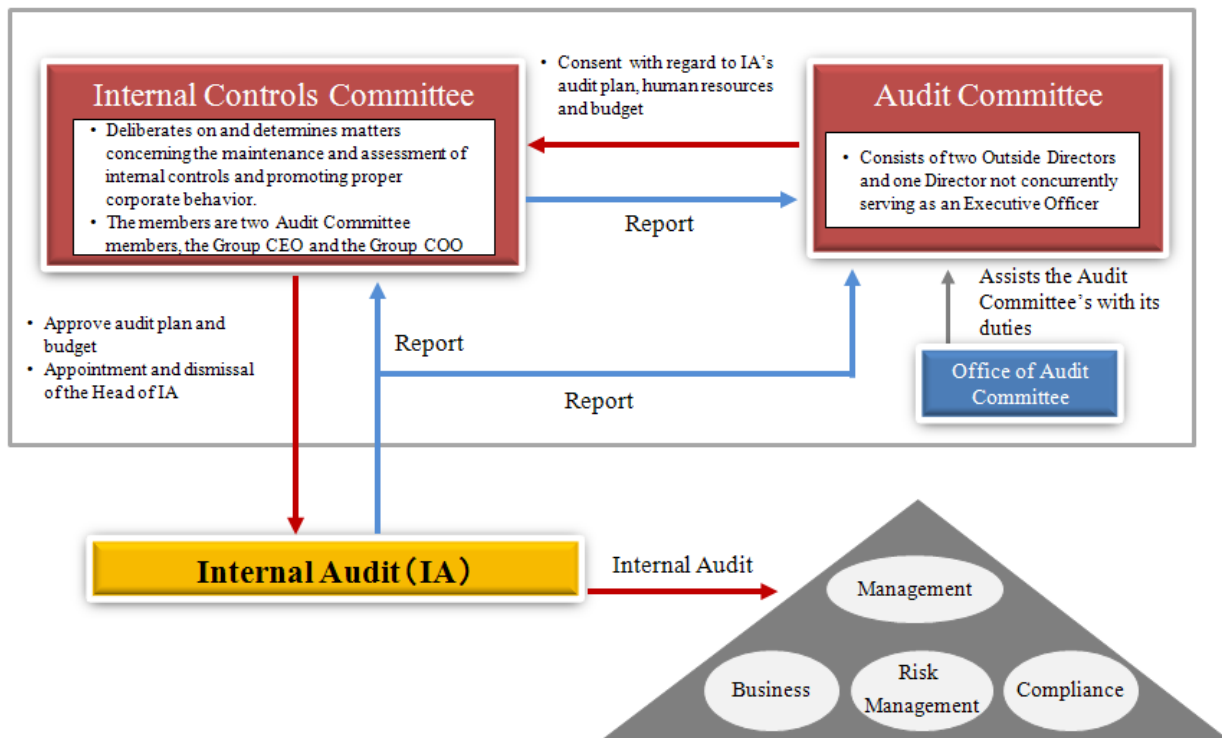 Internal Controls Committee
• Deliberates on and determines matters
concerning the maintenance and assessment of
internal controls and promoting proper
corporate behavior.
• The members are two Audit Committee
members, the Group CEO and the Group COO
• Consent with regard to IA's
audit plan, human resources
and budget
Audit Committee
• Consists of two Outside Directors
and one Director not concurrently
serving as an Executive Officer
Report
• Approve audit plan and
budget
• Appointment and dismissal
of the Head of IA
Report
Report
Assists the Audit
Committee's with its
duties
Office of Audit
Committee
Internal Audit(IA)
Internal Audit
Management
Business
Risk
Management
Compliance